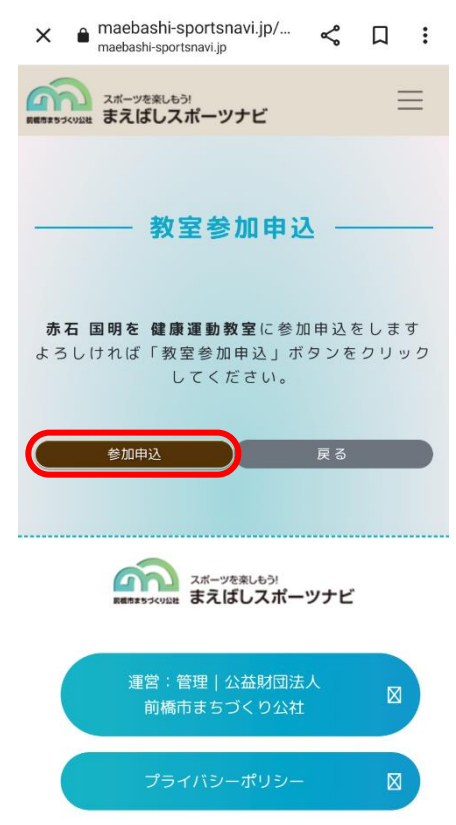 maebashi-sportsnavi.jp/...
maebashi-sportsnavi.jp
スポーツを楽しもう!
前橋市まちづくり公社 まえばしスポーツナビ
教室参加申込
赤石 国明を 健康運動教室に参加申込をします
よろしければ「教室参加申込」ボタンをクリック
してください。
参加申込 戻る
スポーツを楽しもう!
前橋市まちづくり公社 まえばしスポーツナビ
運営：管理 | 公益財団法人
前橋市まちづくり公社
プライバシーポリシー